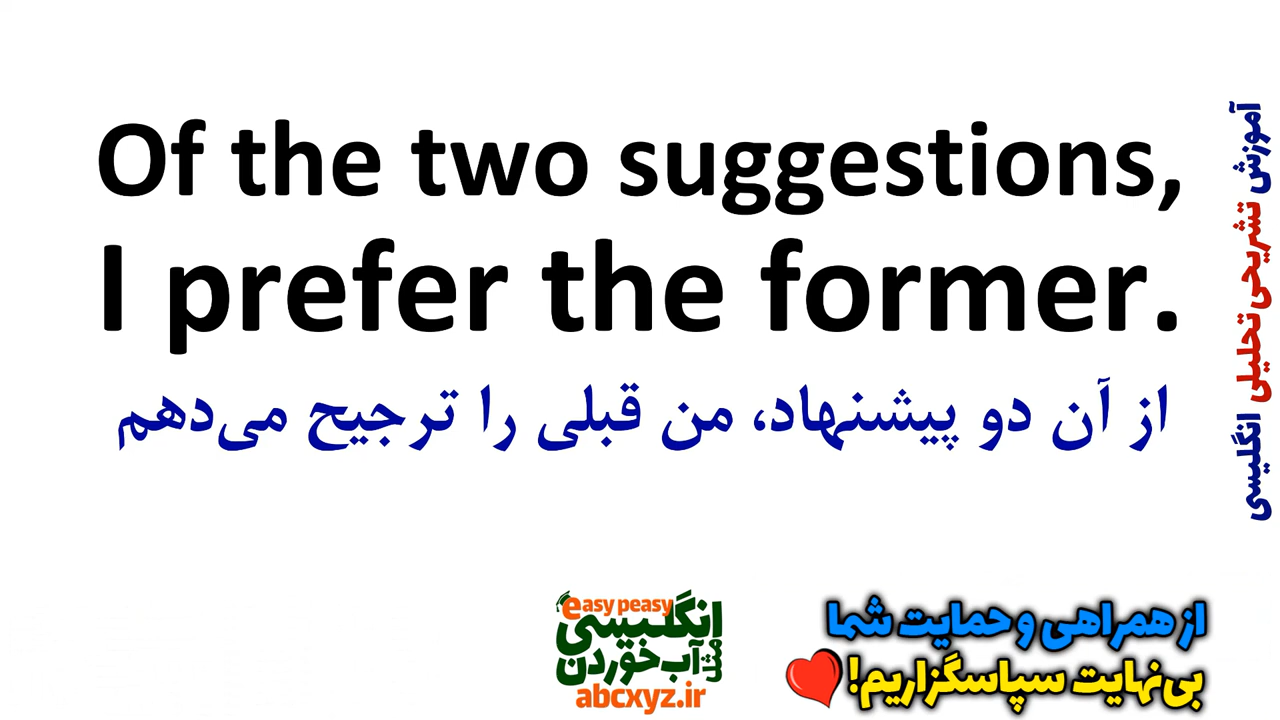 Of the two suggestions,
I prefer the former.
از آن دو پیشنهاد، من قبلی را ترجیح می‌دهم
آموزش تشریحی تحلیلی انگلیسی
easy peasy
انگلیسی
مثل آب خوردن
abcxyz.ir
از همراهی و حمایت شما
بی‌نهایت سپاسگزاریم!